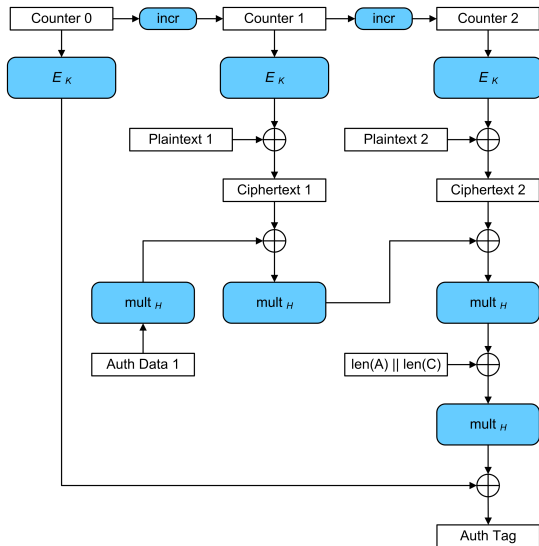 Counter 0
incr
Counter 1
incr
Counter 2
E K
E K
E K
Plaintext 1
Plaintext 2
Ciphertext 1
Ciphertext 2
mult H
mult H
mult H
Auth Data 1
len(A) || len(C)
mult H
Auth Tag